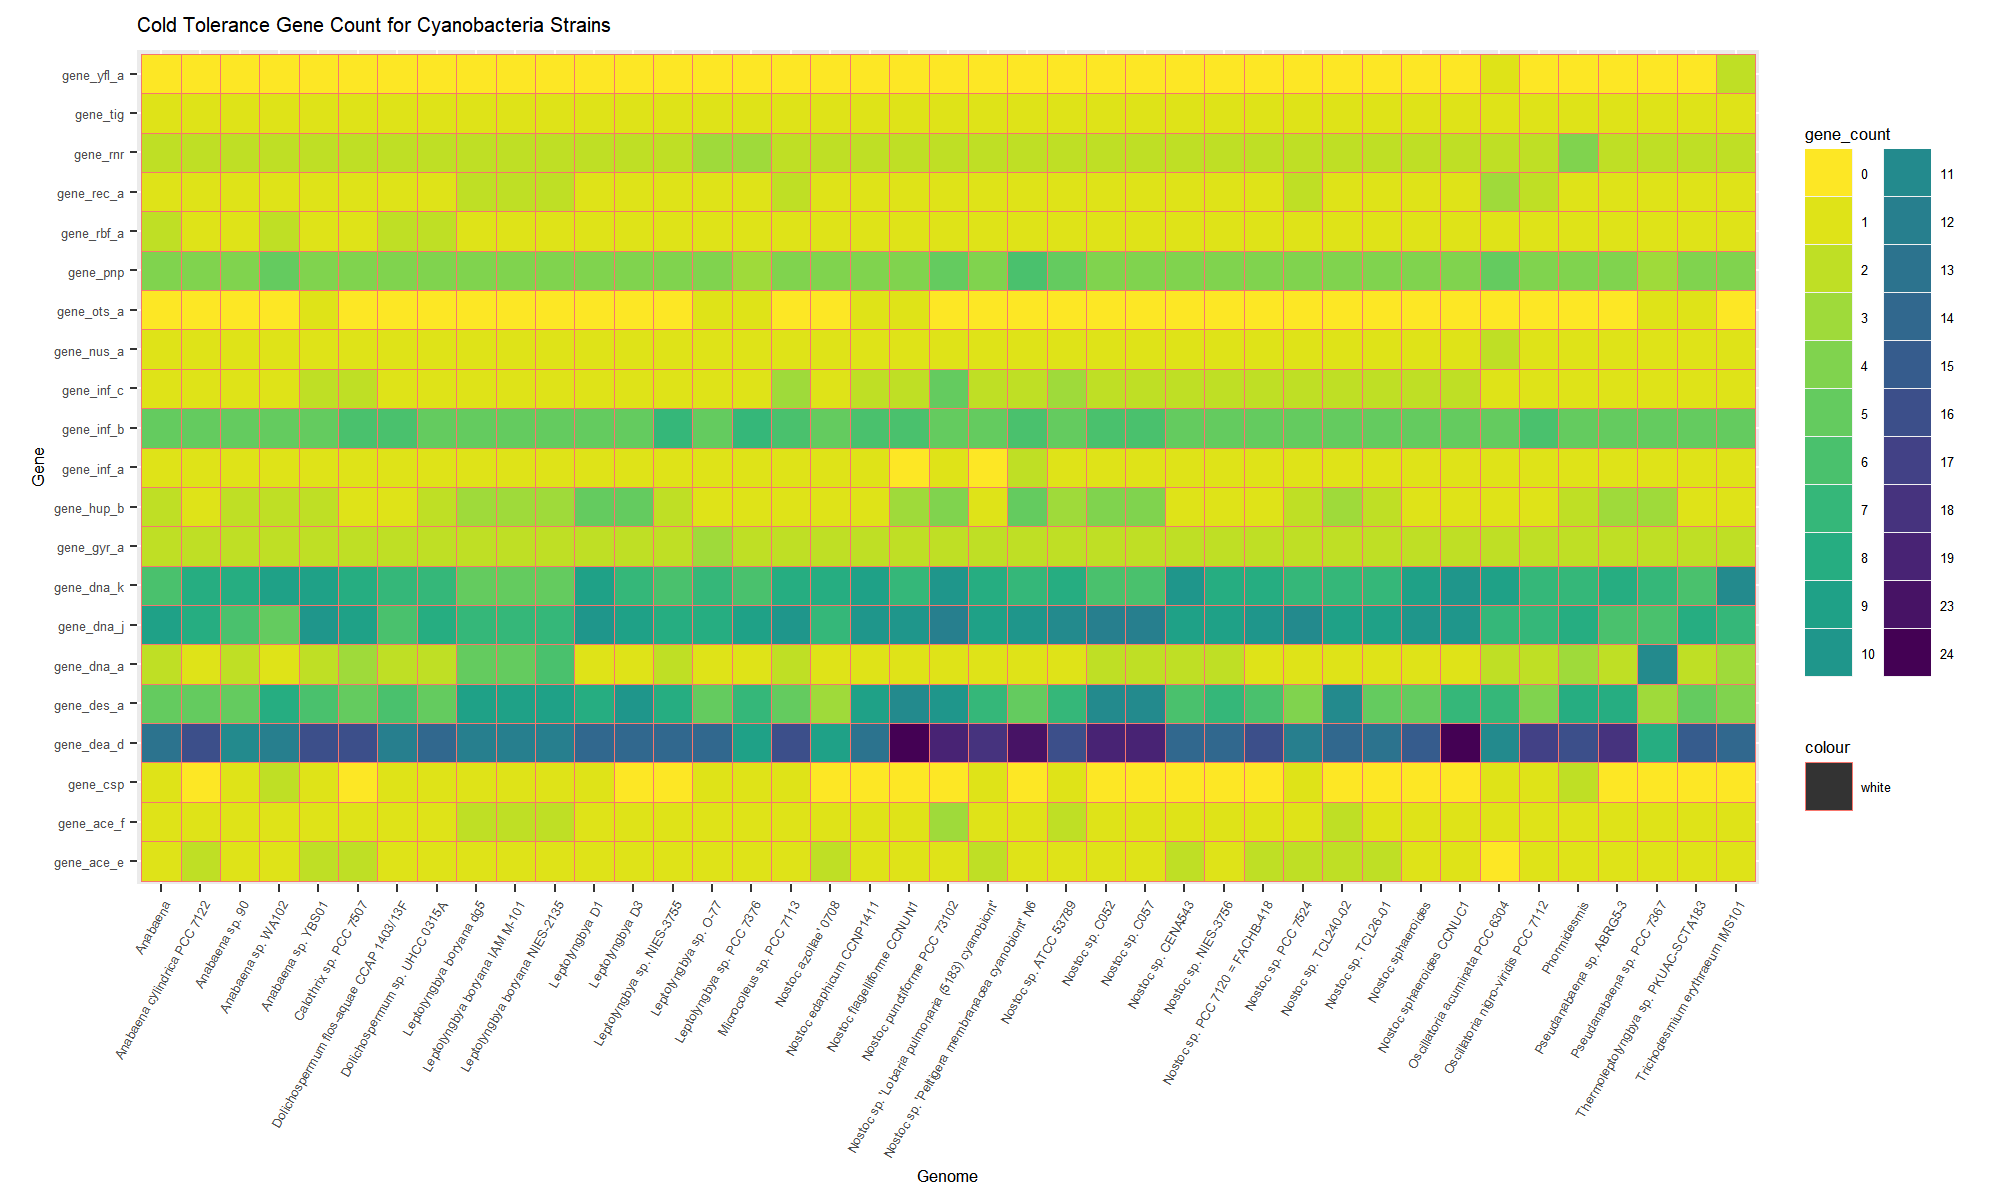 Cold Tolerance Gene Count for Cyanobacteria Strains
gene_yfl_a
gene_tig
gene_rnr
gene_rec_a
gene_rbf_a
gene_pnp
gene_ots_a
gene_nus_a
gene_inf_c
gene_inf_b
gene_inf_a
gene_hup_b
gene_gyr_a
gene_dna_k
gene_dna_j
gene_dna_a
gene_des_a
gene_dea_d
gene_csp
gene_ace_f
gene_ace_e
Gene
Anabaena
Anabaena cylindrica PCC 7122
Anabaena sp. 90
Anabaena sp. WA102
Anabaena sp. YBS01
Calothrix sp. PCC 7507
Dolichospermum flos-aquae CCAP 1403/13F
Dolichospermum sp. UHCC 0315A
Leptolyngbya boryana dg5
Leptolyngbya boryana IAM M-101
Leptolyngbya boryana NIES-2135
Leptolyngbya D1
Leptolyngbya D3
Leptolyngbya sp. NIES-3755
Leptolyngbya sp. O-77
Leptolyngbya sp. PCC 7376
Microcoleus sp. PCC 7113
Nostoc azollae' 0708
Nostoc edaphicum CCNP1411
Nostoc flagelliforme CCNUN1
Nostoc punctiforme PCC 73102
Nostoc sp. 'Lobaria pulmonaria (5183) cyanobiont'
Nostoc sp. 'Peltigera membranacea cyanobiont' N6
Nostoc sp. ATCC 53789
Nostoc sp. C052
Nostoc sp. C057
Nostoc sp. CENA543
Nostoc sp. NIES-3756
Nostoc sp. PCC 7120 = FACHB-418
Nostoc sp. PCC 7524
Nostoc sp. TCL240-02
Nostoc sp. TCL26-01
Nostoc sphaeroides
Nostoc sphaeroides CCNUC1
Oscillatoria acuminata PCC 6304
Oscillatoria nigro-viridis PCC 7112
Phormidesmis
Pseudanabaena sp. ABRG5-3
Pseudanabaena sp. PCC 7367
Thermoleptolyngbya sp. PKUAC-SCTA183
Trichodesmium erythraeum IMS101
Genome
gene_count
0
1
2
3
4
5
6
7
8
9
10
11
12
13
14
15
16
17
18
19
23
24
colour
white